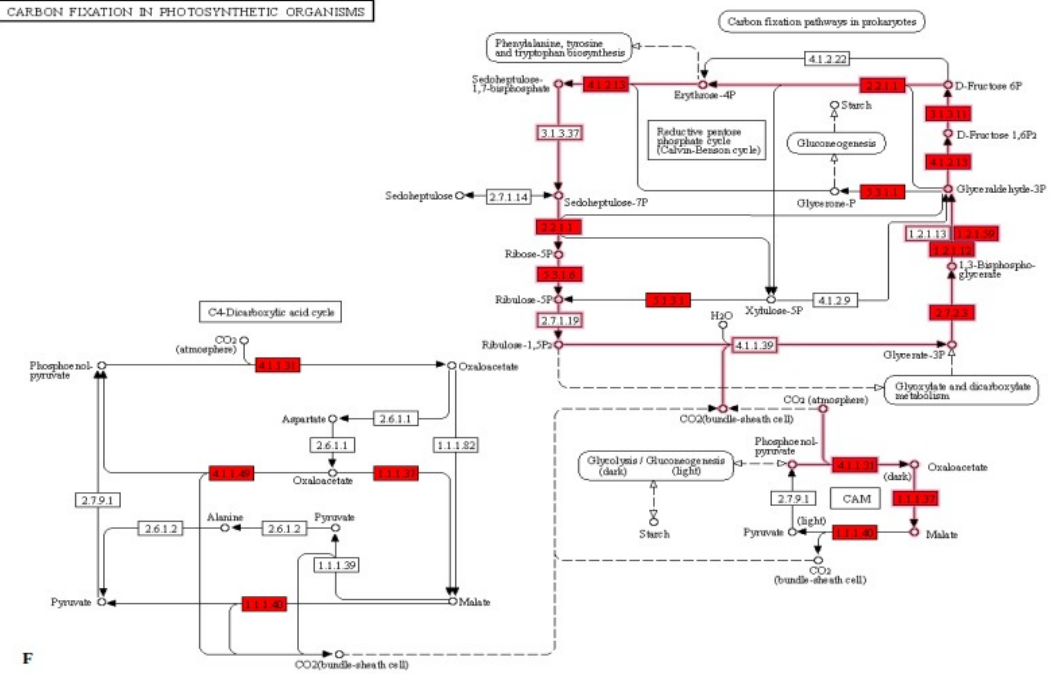 CARBON FIXATION IN PHOTOSYNTHETIC ORGANISMS
Carbon fixation pathways in prokaryotes
Phenylalanine, tyrosine
and tryptophan biosynthesis
4.1.2.22
Sedoheptulose-
1,7-bisphosphate
4.1.2.13
Erythrose-4P
2.2.1.1
D-Fructose 6P
3.1.3.11
Starch
3.1.3.37
Reductive pentose
phosphate cycle
(Calvin-Benson cycle)
Gluconeogenesis
D-Fructose 1,6P2
4.1.2.13
Sedoheptulose
2.7.1.14
Sedoheptulose-7P
Glycerone-P
5.3.1.1
Glyceraldehyde-3P
2.2.1.1
1.2.1.13
1.2.1.59
1.2.1.12
Ribose-5P
5.3.1.6
1,3-Bisphospho-
glycerate
Ribulose-5P
5.1.3.1
Xylulose-5P
4.1.2.9
2.7.2.3
2.7.1.19
H2O
Ribulose-1,5P2
4.1.1.39
Glycerate-3P
Glyoxylate and dicarboxylate
metabolism
C4-Dicarboxylic acid cycle
CO2
(atmosphere)
Phosphoenol-
pyruvate
4.1.1.31
Oxaloacetate
Aspartate
2.6.1.1
2.6.1.1
1.1.1.82
4.1.1.49
Oxaloacetate
1.1.1.37
2.7.9.1
Alanine
Pyruvate
2.6.1.2
2.6.1.2
1.1.1.39
Pyruvate
1.1.1.40
Malate
CO2(bundle-sheath cell)
CO2 (atmosphere)
CO2(bundle-sheath cell)
Phosphoenol-
pyruvate
Glycolysis / Gluconeogenesis
(dark) (light)
4.1.1.31
Oxaloacetate
(dark)
2.7.9.1
CAM
1.1.1.37
Starch
Pyruvate
(light)
1.1.1.40
Malate
CO2
(bundle-sheath cell)
F